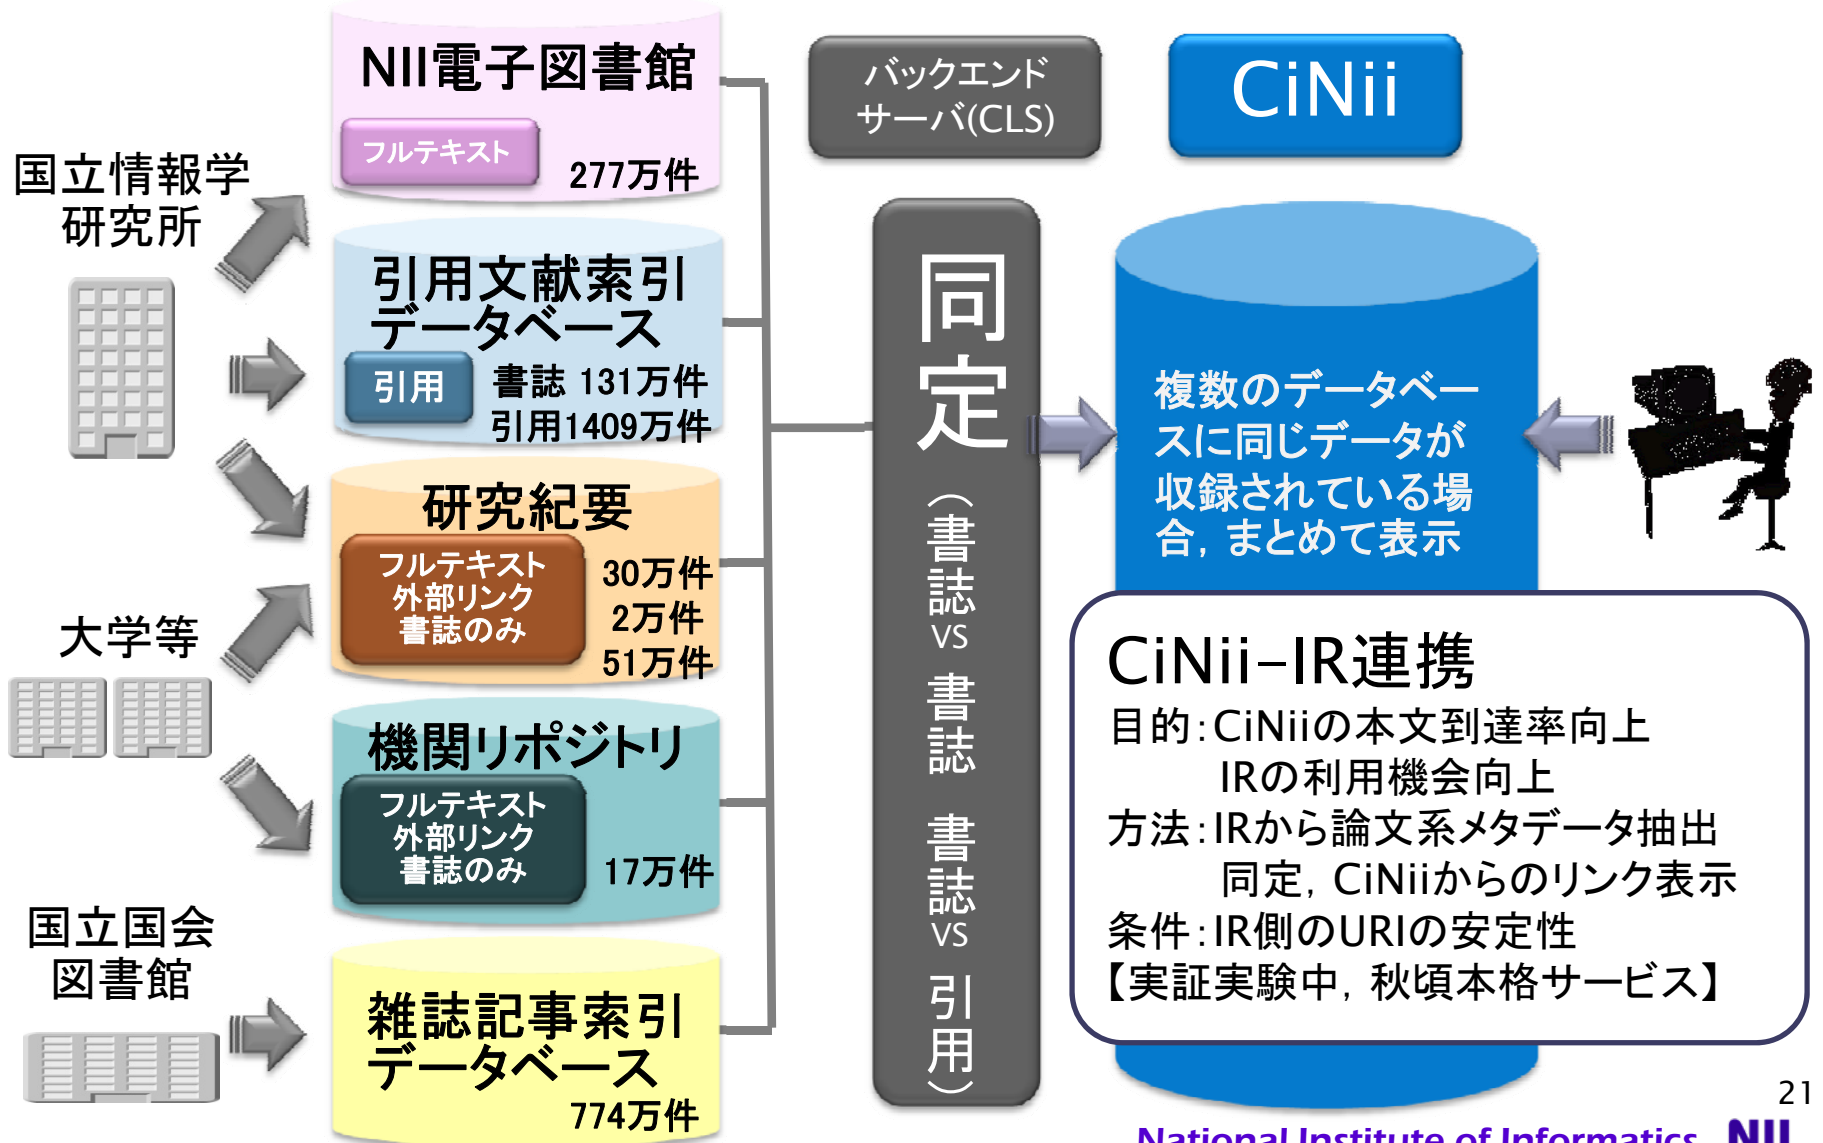 NII電子図書館
フルテキスト
277万件
国立情報学
研究所
引用文献索引
データベース
引用
書誌 131万件
引用1409万件
研究紀要
フルテキスト
外部リンク
書誌のみ
30万件
2万件
51万件
大学等
機関リポジトリ
フルテキスト
外部リンク
書誌のみ
17万件
国立国会
図書館
雑誌記事索引
データベース
774万件
バックエンド
サーバ(CLS)
同定（書誌VS書誌 書誌VS引用）
CiNii
複数のデータベー
スに同じデータが
収録されている場
合，まとめて表示
CiNii-IR連携
目的：CiNiiの本文到達率向上
IRの利用機会向上
方法：IRから論文系メタデータ抽出
同定，CiNiiからのリンク表示
条件：IR側のURIの安定性
【実証実験中，秋頃本格サービス】
21
National Institute of Informatics
NII